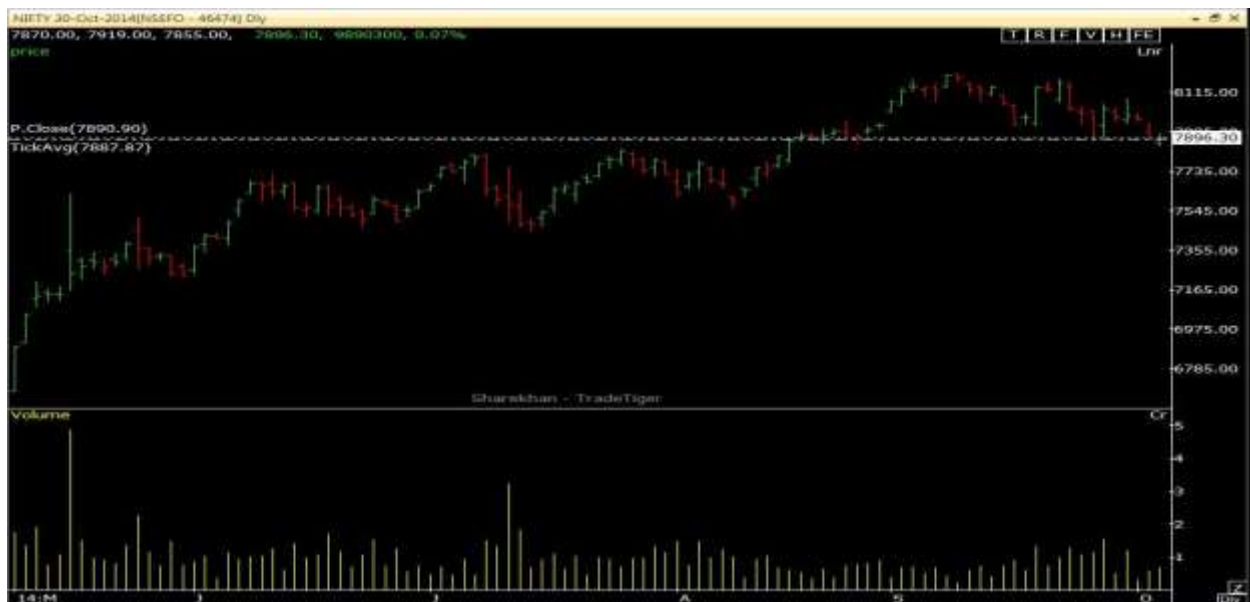 NIFTY 30-Oct-2014(NSEFO - 46474) Dly
7870.00, 7919.00, 7855.00, 7896.30, 9890300, 0.07%
T R F V H FE
price
Lnr
8115.00
P.Close(7890.90)
7896.30
TickAvg(7887.87)
7735.00
7545.00
7355.00
7165.00
6975.00
6785.00
Sharekhan - TradeTiger
Volume
Cr
5
4
3
2
1
Z
14:M J J A S O Dly